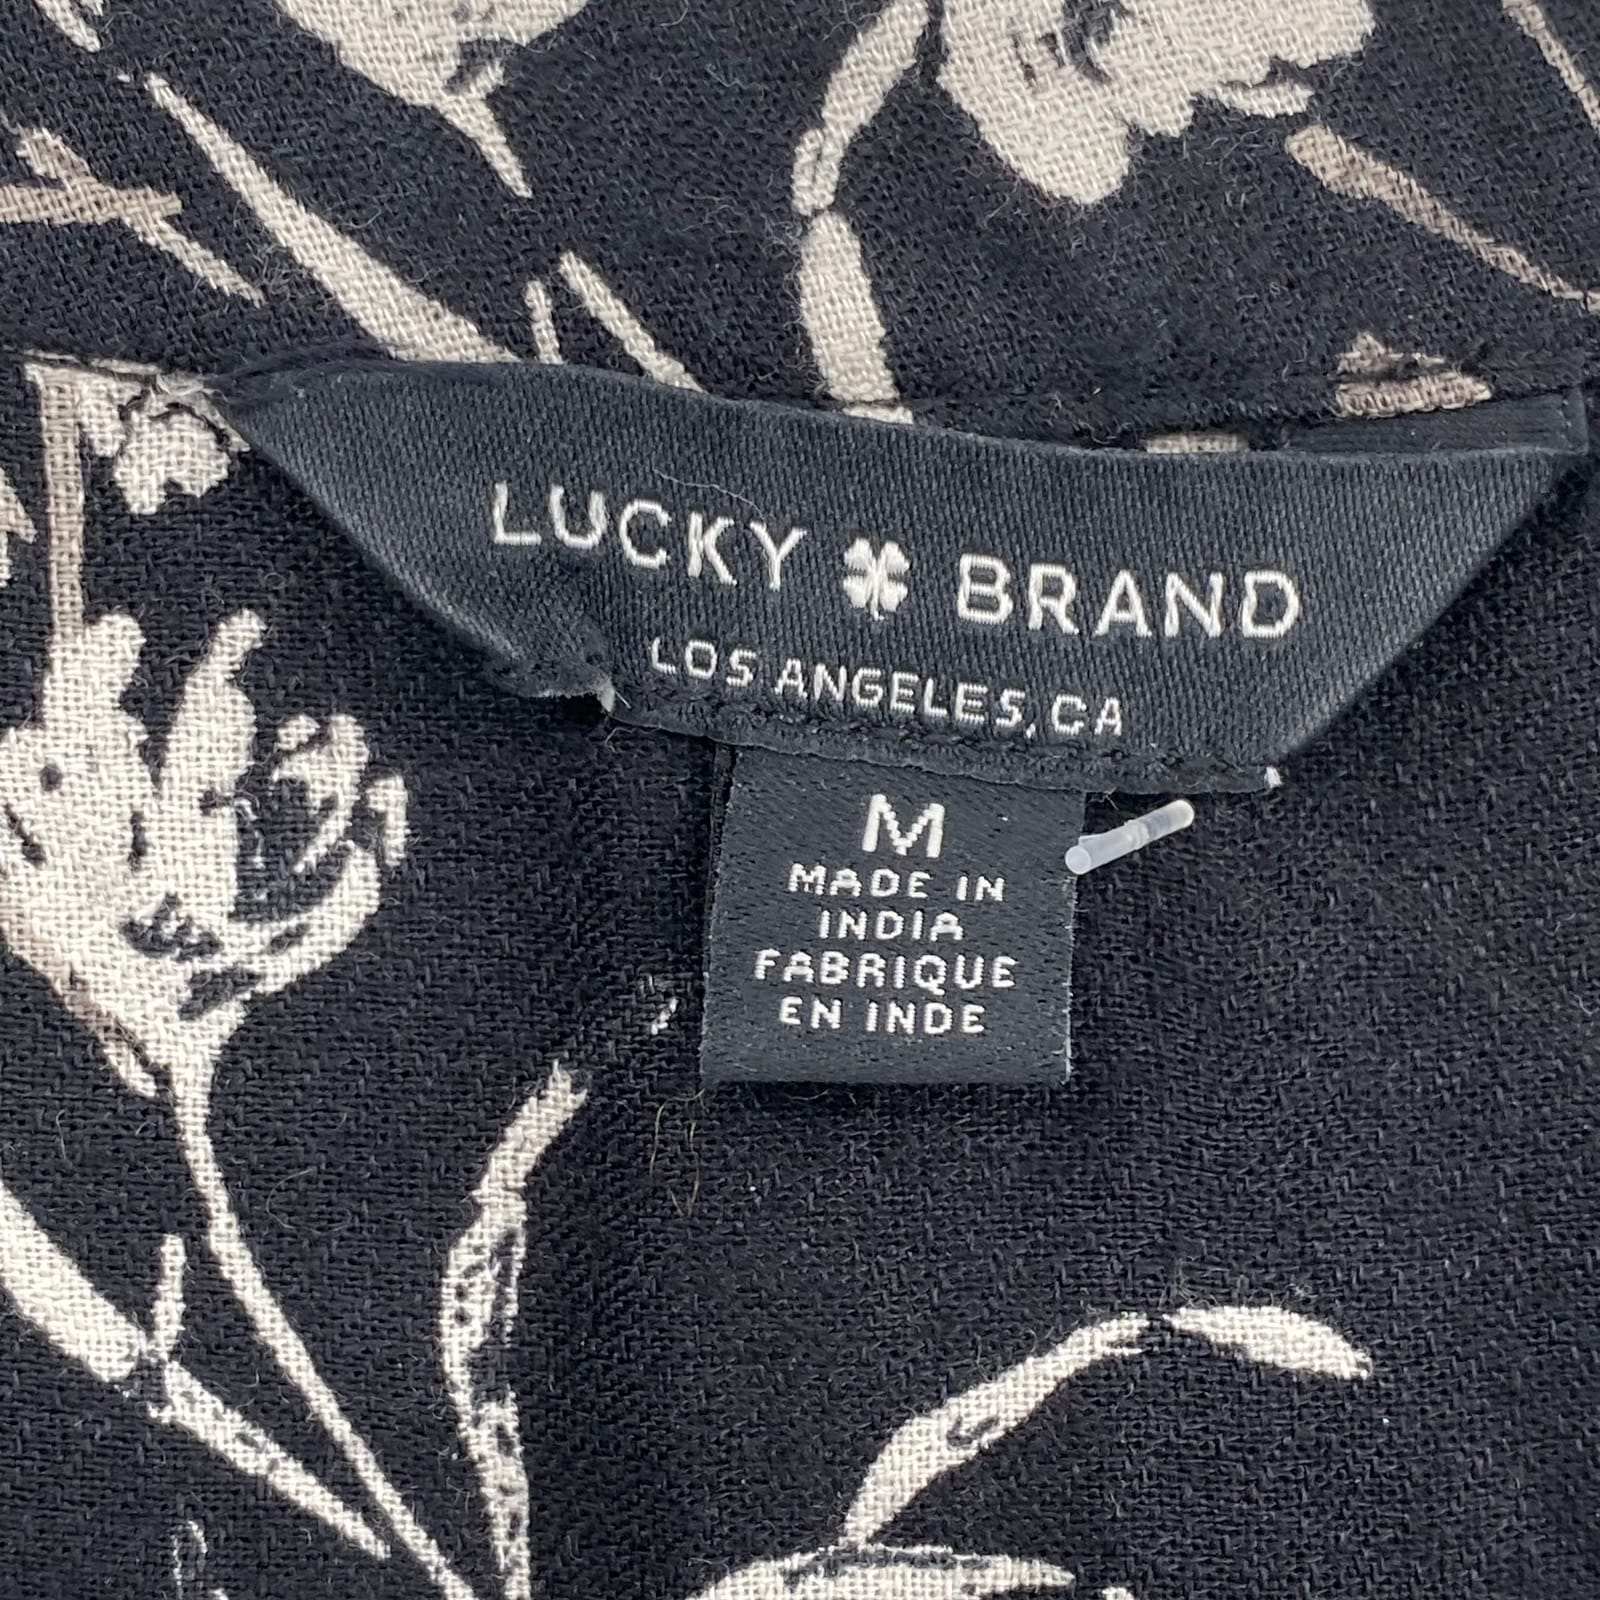 LUCKY BRAND
LOS ANGELES, CA
M
MADE IN
INDIA
FABRIQUE
EN INDE